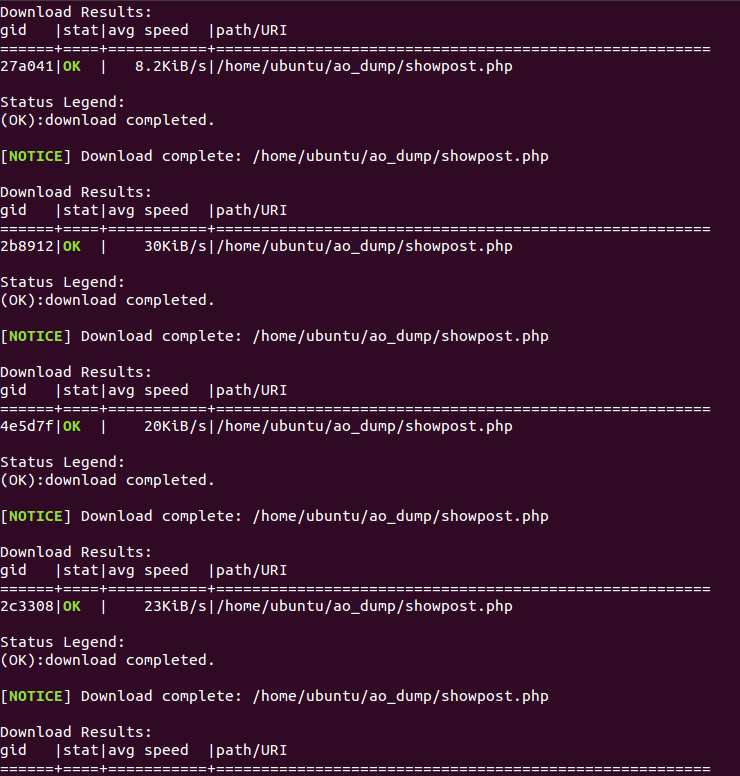 Download Results:
gid   |stat|avg speed  |path/URI
======+====+===========+=======================================================
27a041|OK  |   8.2KiB/s|/home/ubuntu/ao_dump/showpost.php
Status Legend:
(OK):download completed.
[NOTICE] Download complete: /home/ubuntu/ao_dump/showpost.php
Download Results:
gid   |stat|avg speed  |path/URI
======+====+===========+=======================================================
2b8912|OK  |    30KiB/s|/home/ubuntu/ao_dump/showpost.php
Status Legend:
(OK):download completed.
[NOTICE] Download complete: /home/ubuntu/ao_dump/showpost.php
Download Results:
gid   |stat|avg speed  |path/URI
======+====+===========+=======================================================
4e5d7f|OK  |    20KiB/s|/home/ubuntu/ao_dump/showpost.php
Status Legend:
(OK):download completed.
[NOTICE] Download complete: /home/ubuntu/ao_dump/showpost.php
Download Results:
gid   |stat|avg speed  |path/URI
======+====+===========+=======================================================
2c3308|OK  |    23KiB/s|/home/ubuntu/ao_dump/showpost.php
Status Legend:
(OK):download completed.
[NOTICE] Download complete: /home/ubuntu/ao_dump/showpost.php
Download Results:
gid   |stat|avg speed  |path/URI
======+====+===========+=======================================================